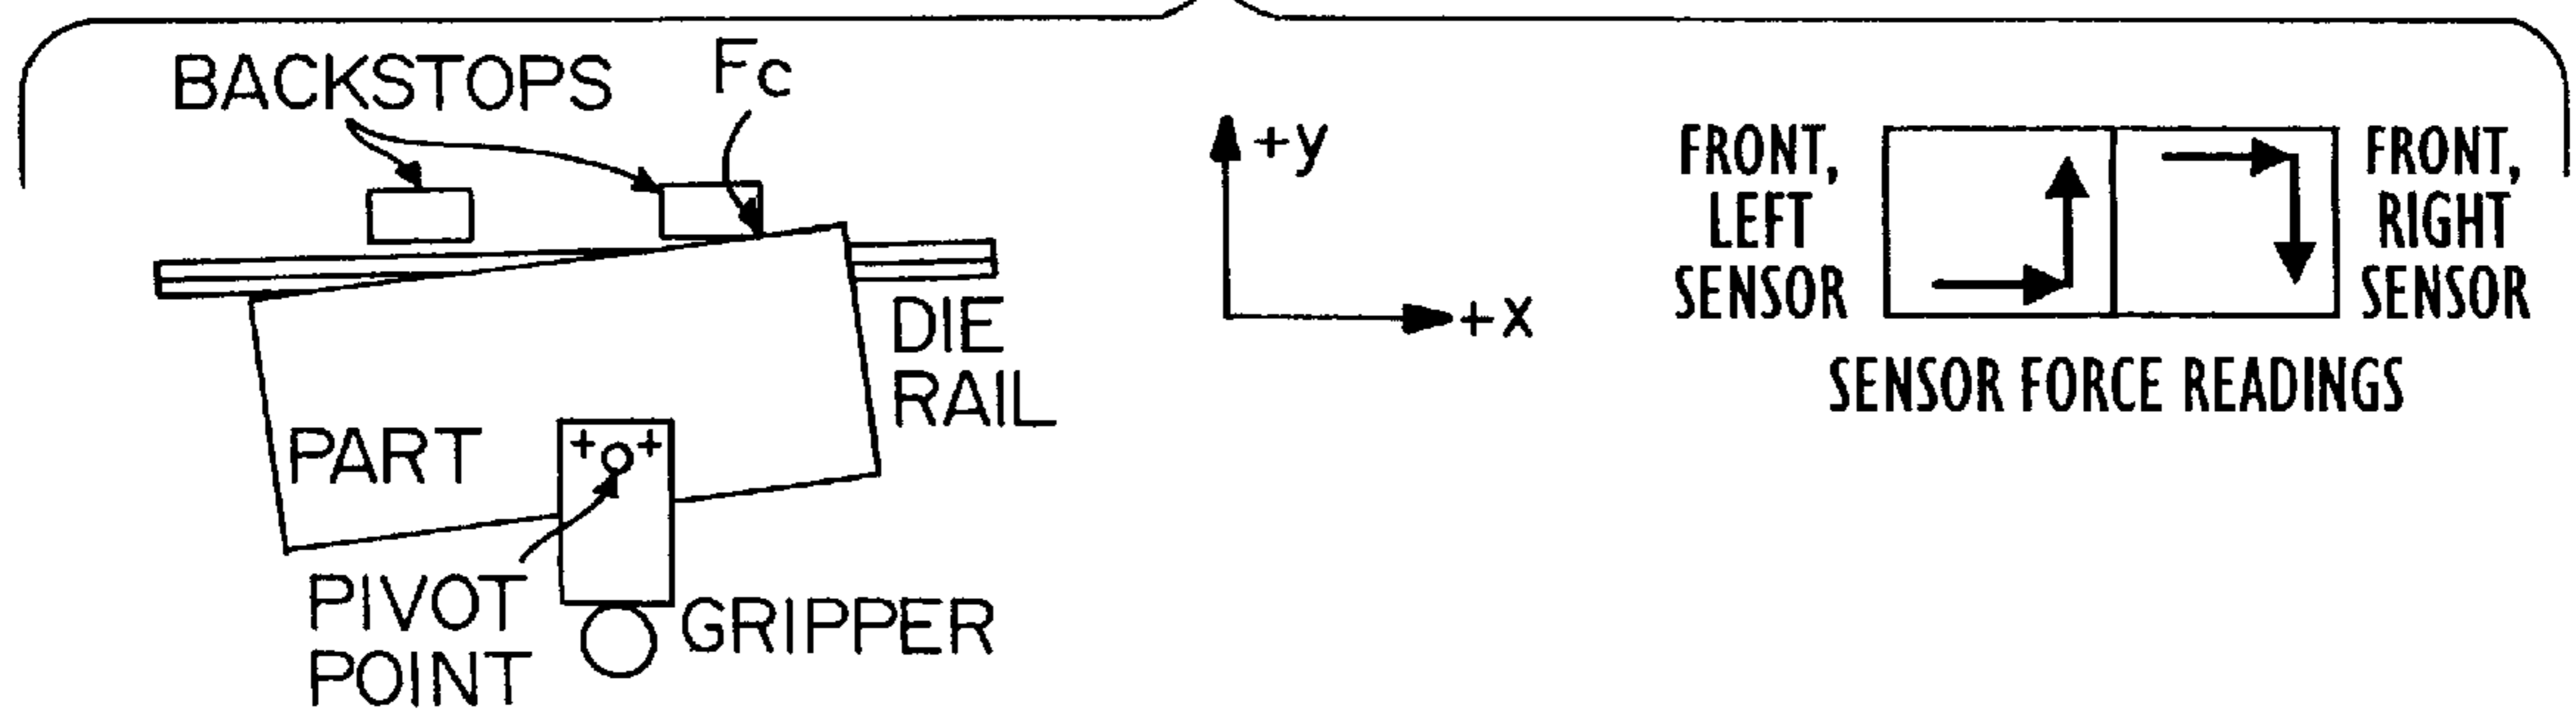 BACKSTOPS
Fc
+y
+x
DIE
RAIL
PART
+ +
PIVOT
POINT
GRIPPER
FRONT,
LEFT
SENSOR
FRONT,
RIGHT
SENSOR
SENSOR FORCE READINGS